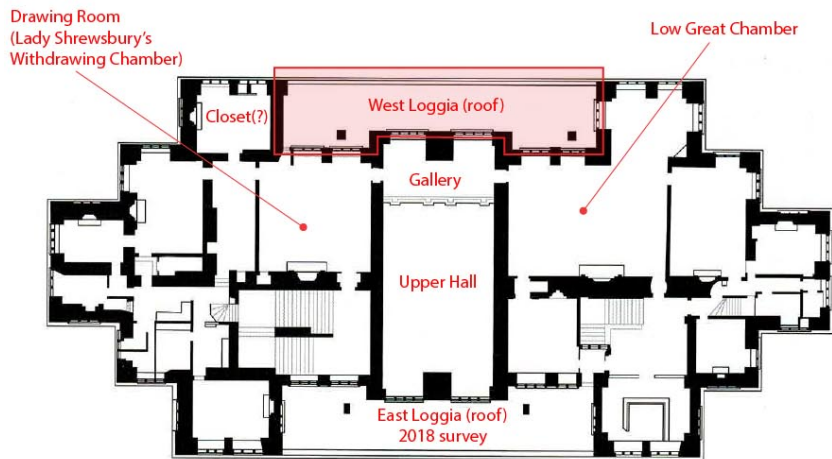 Drawing Room
(Lady Shrewsbury's
Withdrawing Chamber)
Low Great Chamber
West Loggia (roof)
Closet(?)
Gallery
Upper Hall
East Loggia (roof)
2018 survey